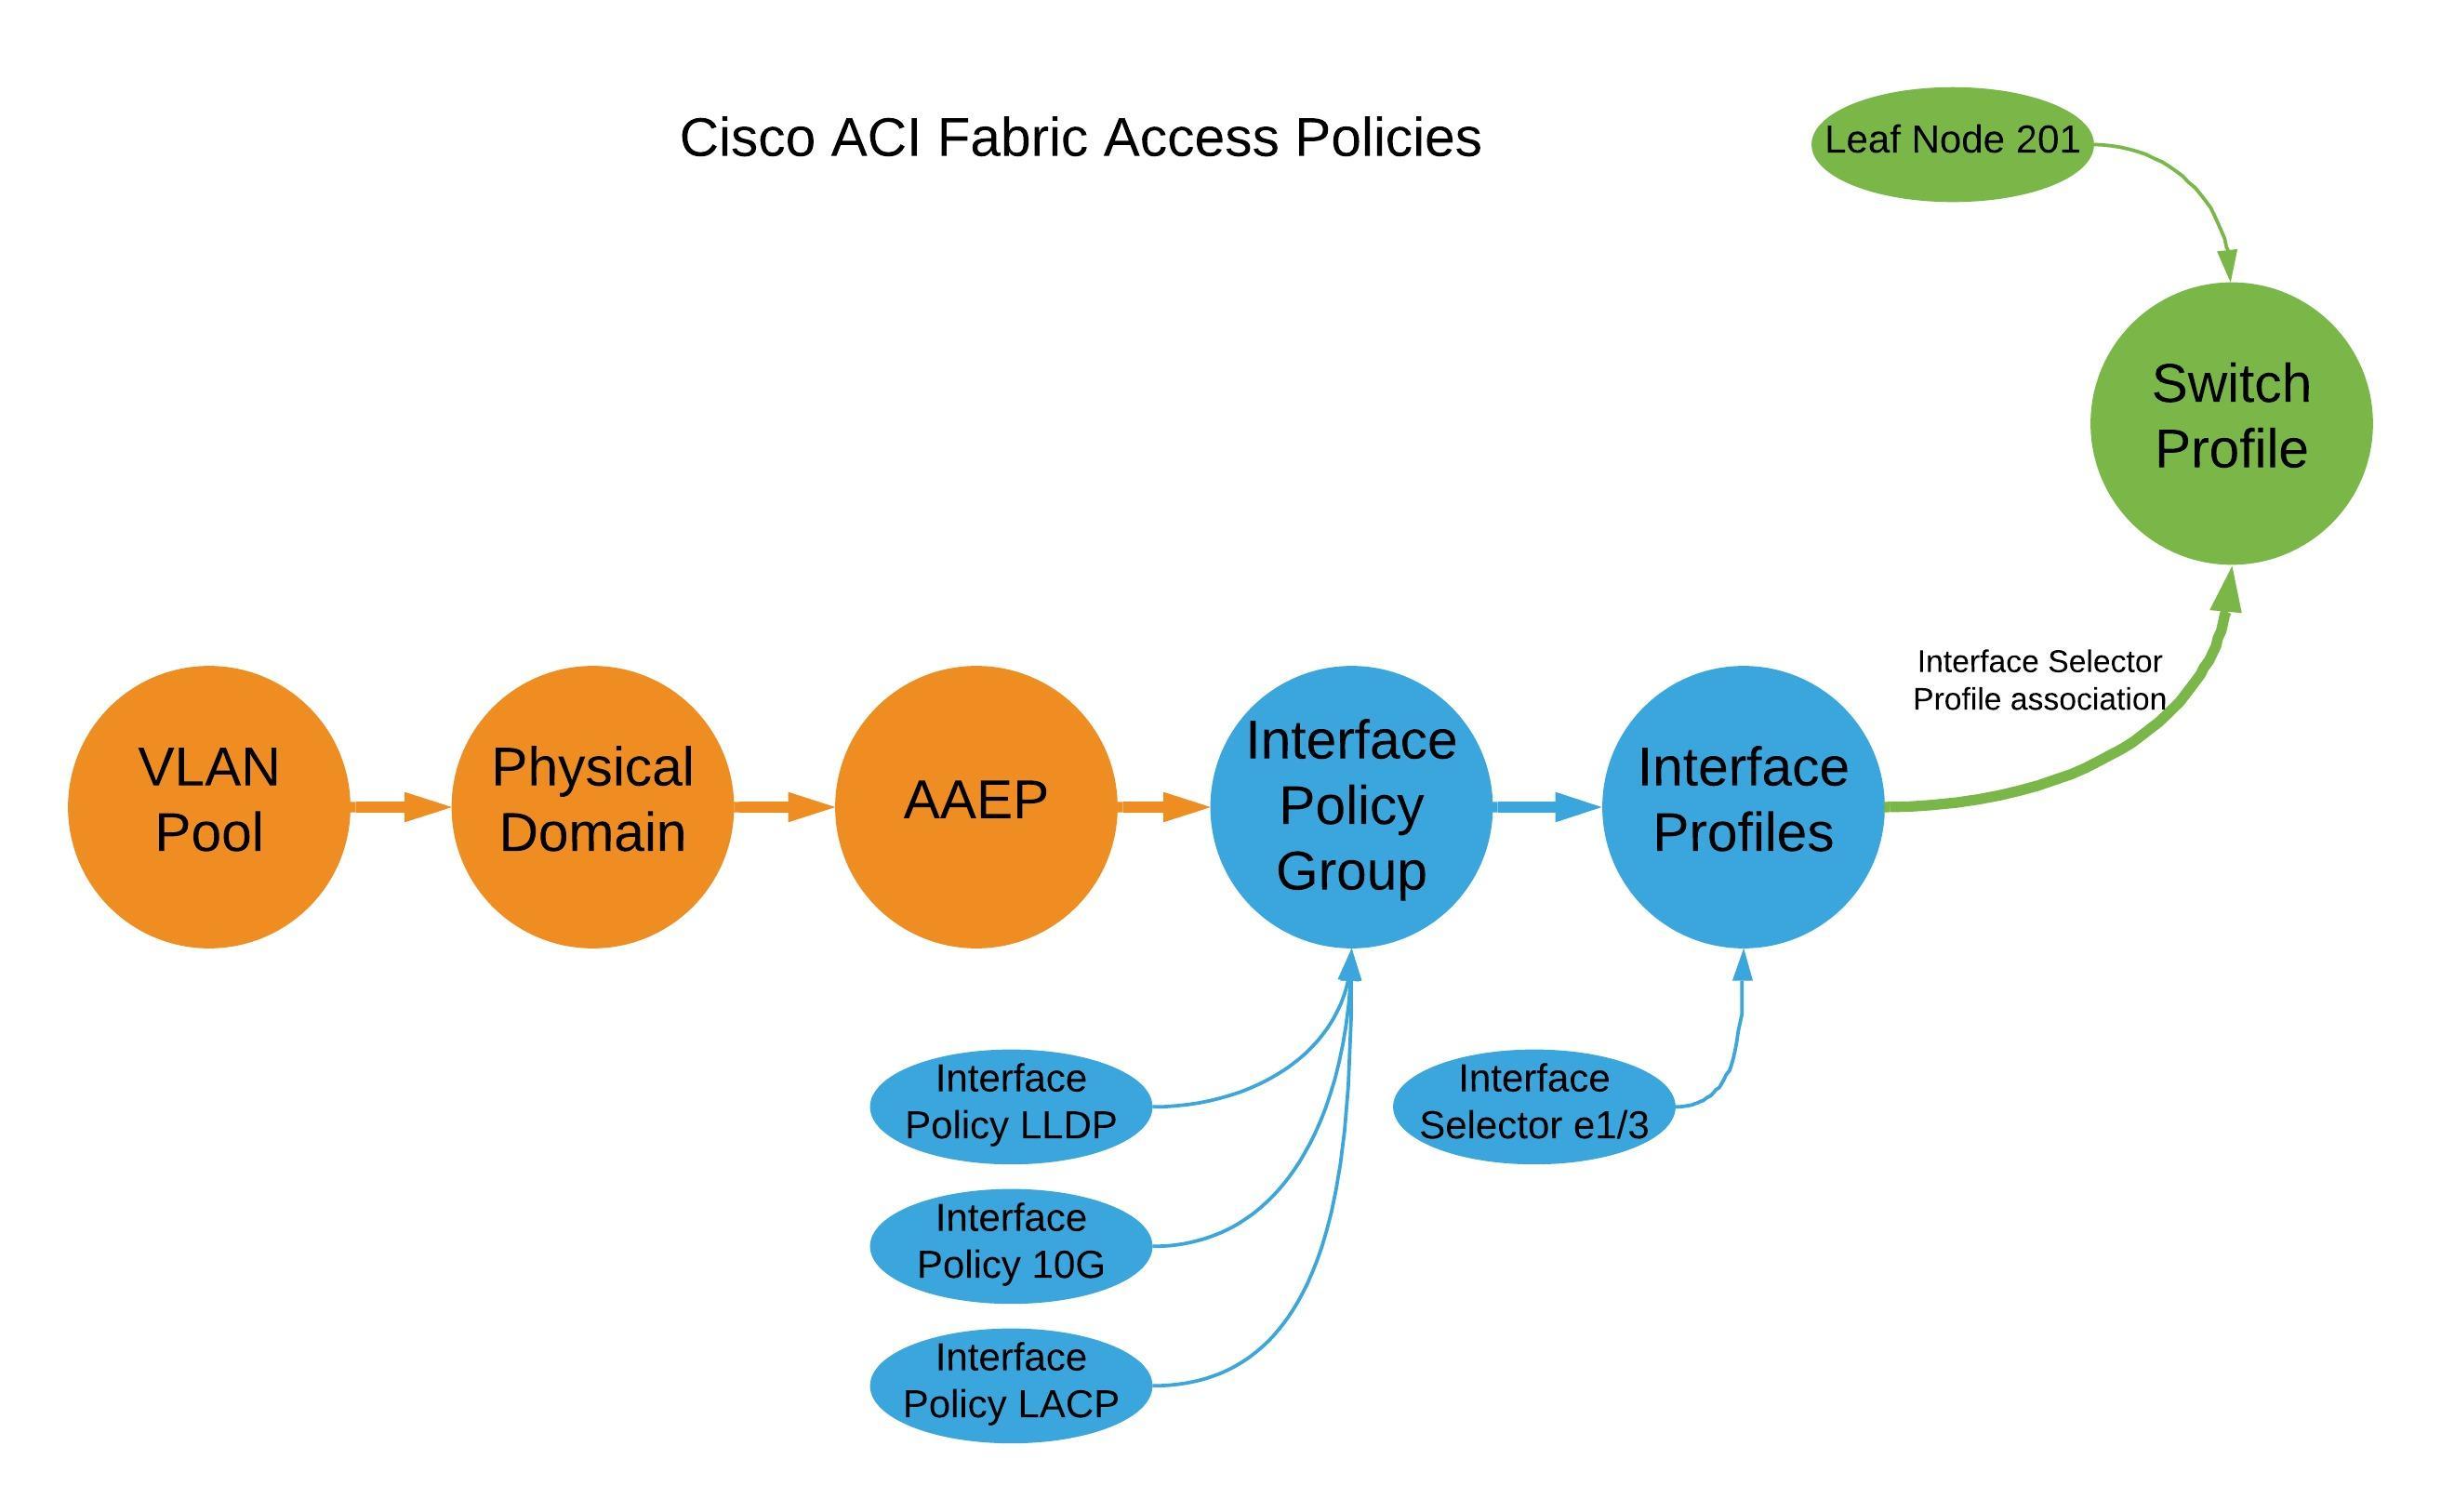 Cisco ACI Fabric Access Policies
Leaf Node 201
Switch
Profile
Interface Selector
Profile association
VLAN
Pool
Physical
Domain
AAEP
Interface
Policy
Group
Interface
Profiles
Interface
Policy LLDP
Interface
Selector e1/3
Interface
Policy 10G
Interface
Policy LACP